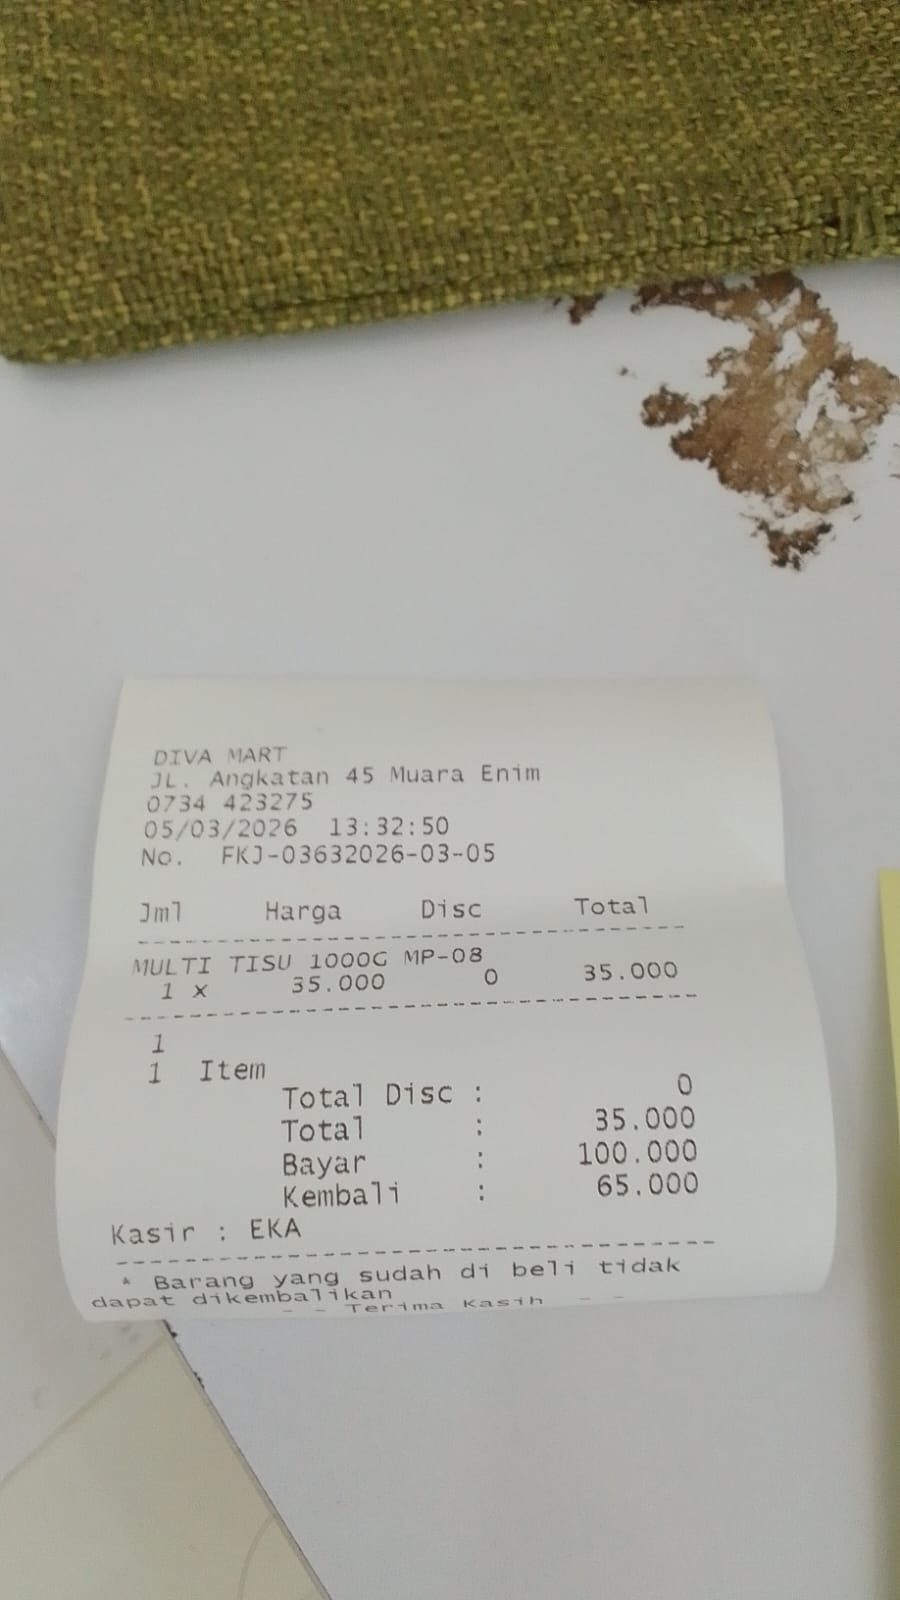 DIVA MART
JL. Angkatan 45 Muara Enim
0734 423275
05/03/2026 13:32:50
No. FKJ-03632026-03-05
Jml Harga Disc Total
MULTI TISU 1000G MP-08
1 x 35.000 0 35.000
1
1 Item
Total Disc : 0
Total : 35.000
Bayar : 100.000
Kembali : 65.000
Kasir : EKA
* Barang yang sudah di beli tidak
dapat dikembalikan
- - Terima Kasih - -